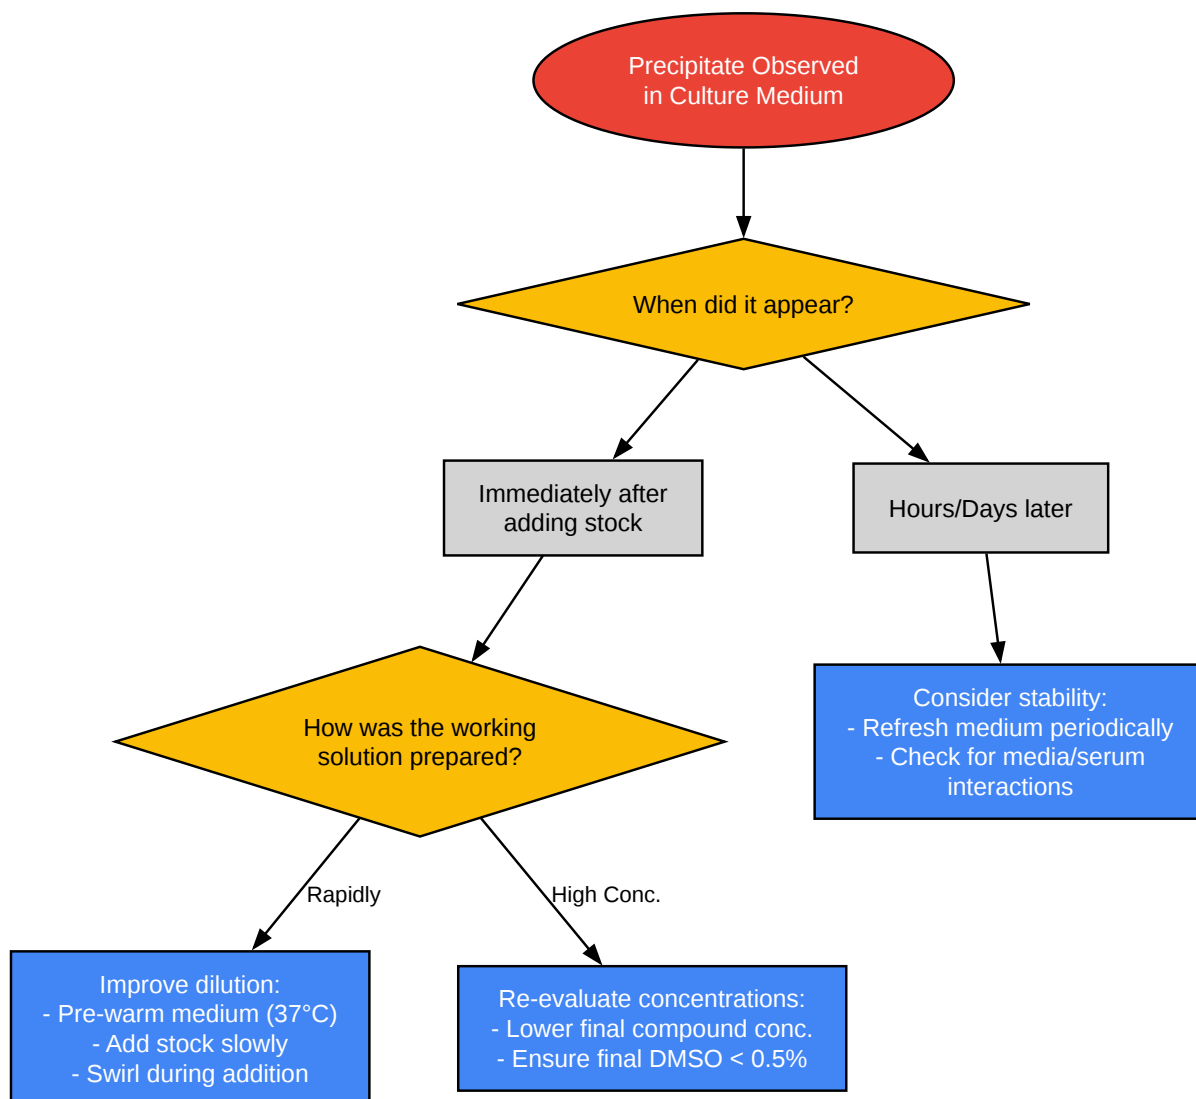 Precipitate Observed
in Culture Medium
When did it appear?
Immediately after
adding stock
Hours/Days later
How was the working
solution prepared?
Consider stability:
- Refresh medium periodically
- Check for media/serum
interactions
Rapidly
High Conc.
Improve dilution:
- Pre-warm medium (37°C)
- Add stock slowly
- Swirl during addition
Re-evaluate concentrations:
- Lower final compound conc.
- Ensure final DMSO < 0.5%